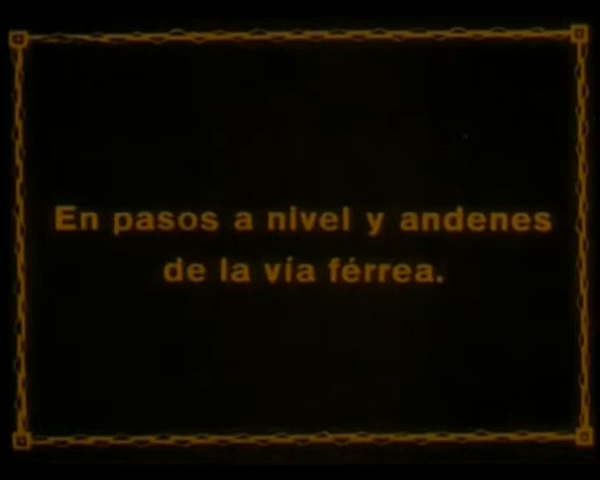 En pasos a nivel y andenes
de la vía férrea.